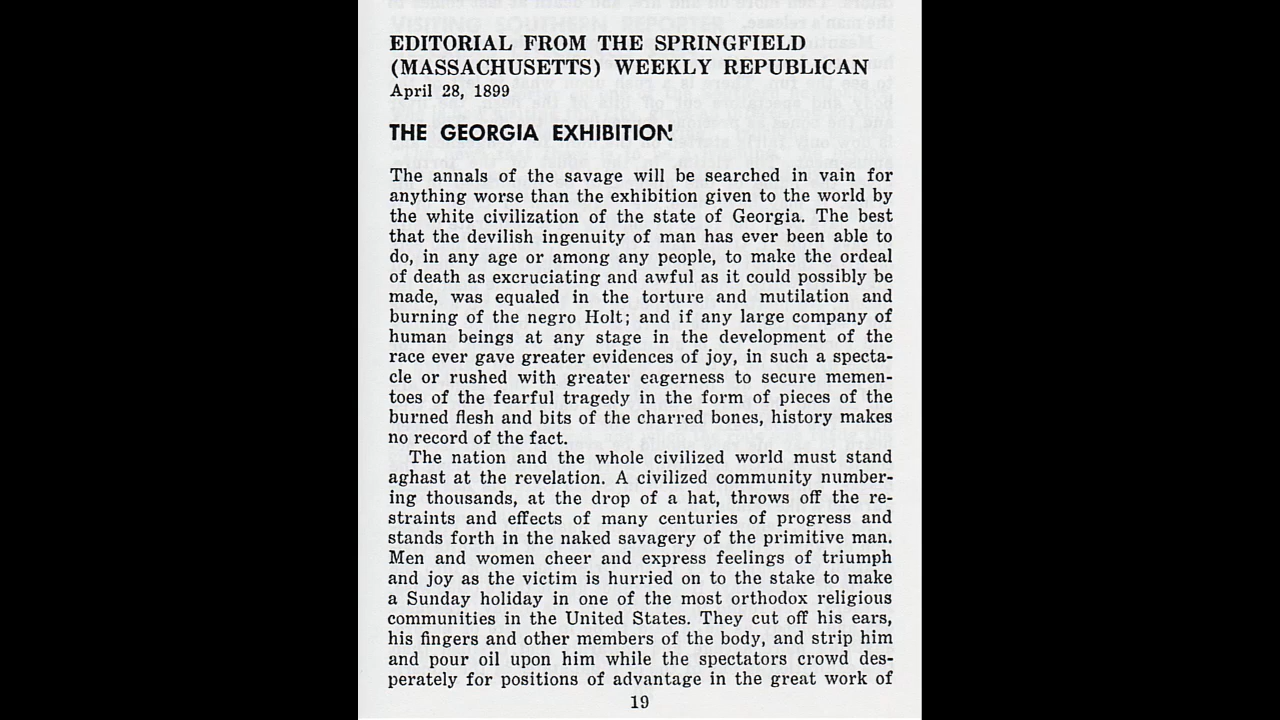 EDITORIAL FROM THE SPRINGFIELD
(MASSACHUSETTS) WEEKLY REPUBLICAN
April 28, 1899
THE GEORGIA EXHIBITION
The annals of the savage will be searched in vain for
anything worse than the exhibition given to the world by
the white civilization of the state of Georgia. The best
that the devilish ingenuity of man has ever been able to
do, in any age or among any people, to make the ordeal
of death as excruciating and awful as it could possibly be
made, was equaled in the torture and mutilation and
burning of the negro Holt; and if any large company of
human beings at any stage in the development of the
race ever gave greater evidences of joy, in such a specta-
cle or rushed with greater eagerness to secure memen-
toes of the fearful tragedy in the form of pieces of the
burned flesh and bits of the charred bones, history makes
no record of the fact.
The nation and the whole civilized world must stand
aghast at the revelation. A civilized community number-
ing thousands, at the drop of a hat, throws off the re-
straints and effects of many centuries of progress and
stands forth in the naked savagery of the primitive man.
Men and women cheer and express feelings of triumph
and joy as the victim is hurried on to the stake to make
a Sunday holiday in one of the most orthodox religious
communities in the United States. They cut off his ears,
his fingers and other members of the body, and strip him
and pour oil upon him while the spectators crowd des-
perately for positions of advantage in the great work of
19